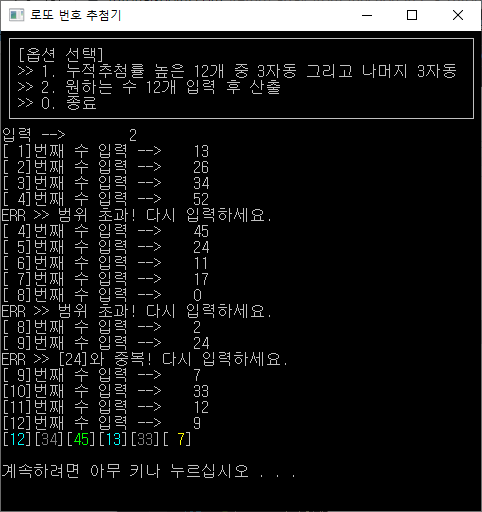 로또 번호 추첨기
[옵션 선택]
>> 1. 누적추첨률 높은 12개 중 3자동 그리고 나머지 3자동
>> 2. 원하는 수 12개 입력 후 산출
>> 0. 종료
입력 --> 2
[ 1]번째 수 입력 --> 13
[ 2]번째 수 입력 --> 26
[ 3]번째 수 입력 --> 34
[ 4]번째 수 입력 --> 52
ERR >> 범위 초과! 다시 입력하세요.
[ 4]번째 수 입력 --> 45
[ 5]번째 수 입력 --> 24
[ 6]번째 수 입력 --> 11
[ 7]번째 수 입력 --> 17
[ 8]번째 수 입력 --> 0
ERR >> 범위 초과! 다시 입력하세요.
[ 8]번째 수 입력 --> 2
[ 9]번째 수 입력 --> 24
ERR >> [24]와 중복! 다시 입력하세요.
[ 9]번째 수 입력 --> 7
[10]번째 수 입력 --> 33
[11]번째 수 입력 --> 12
[12]번째 수 입력 --> 9
[12][34][45][13][33][ 7]
계속하려면 아무 키나 누르십시오 . . .